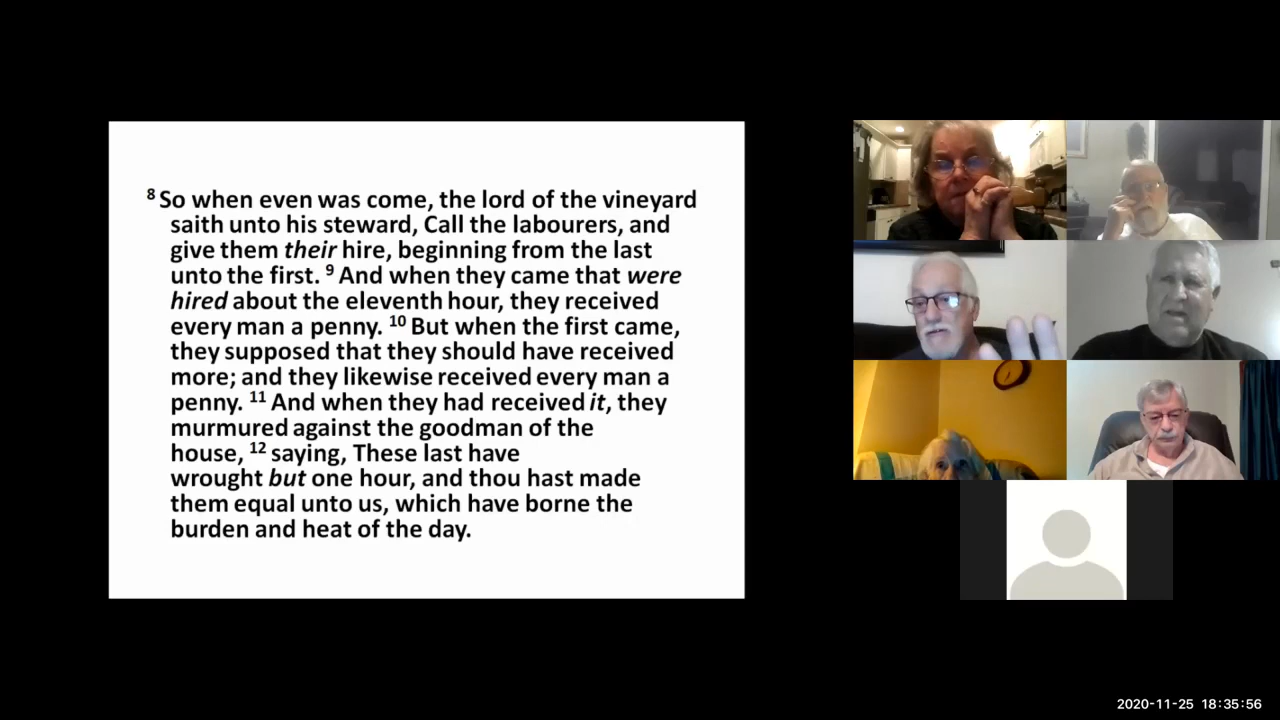 8 So when even was come, the lord of the vineyard
saith unto his steward, Call the labourers, and
give them their hire, beginning from the last
unto the first. 9 And when they came that were
hired about the eleventh hour, they received
every man a penny. 10 But when the first came,
they supposed that they should have received
more; and they likewise received every man a
penny. 11 And when they had received it, they
murmured against the goodman of the
house, 12 saying, These last have
wrought but one hour, and thou hast made
them equal unto us, which have borne the
burden and heat of the day.
2020-11-25 18:35:56